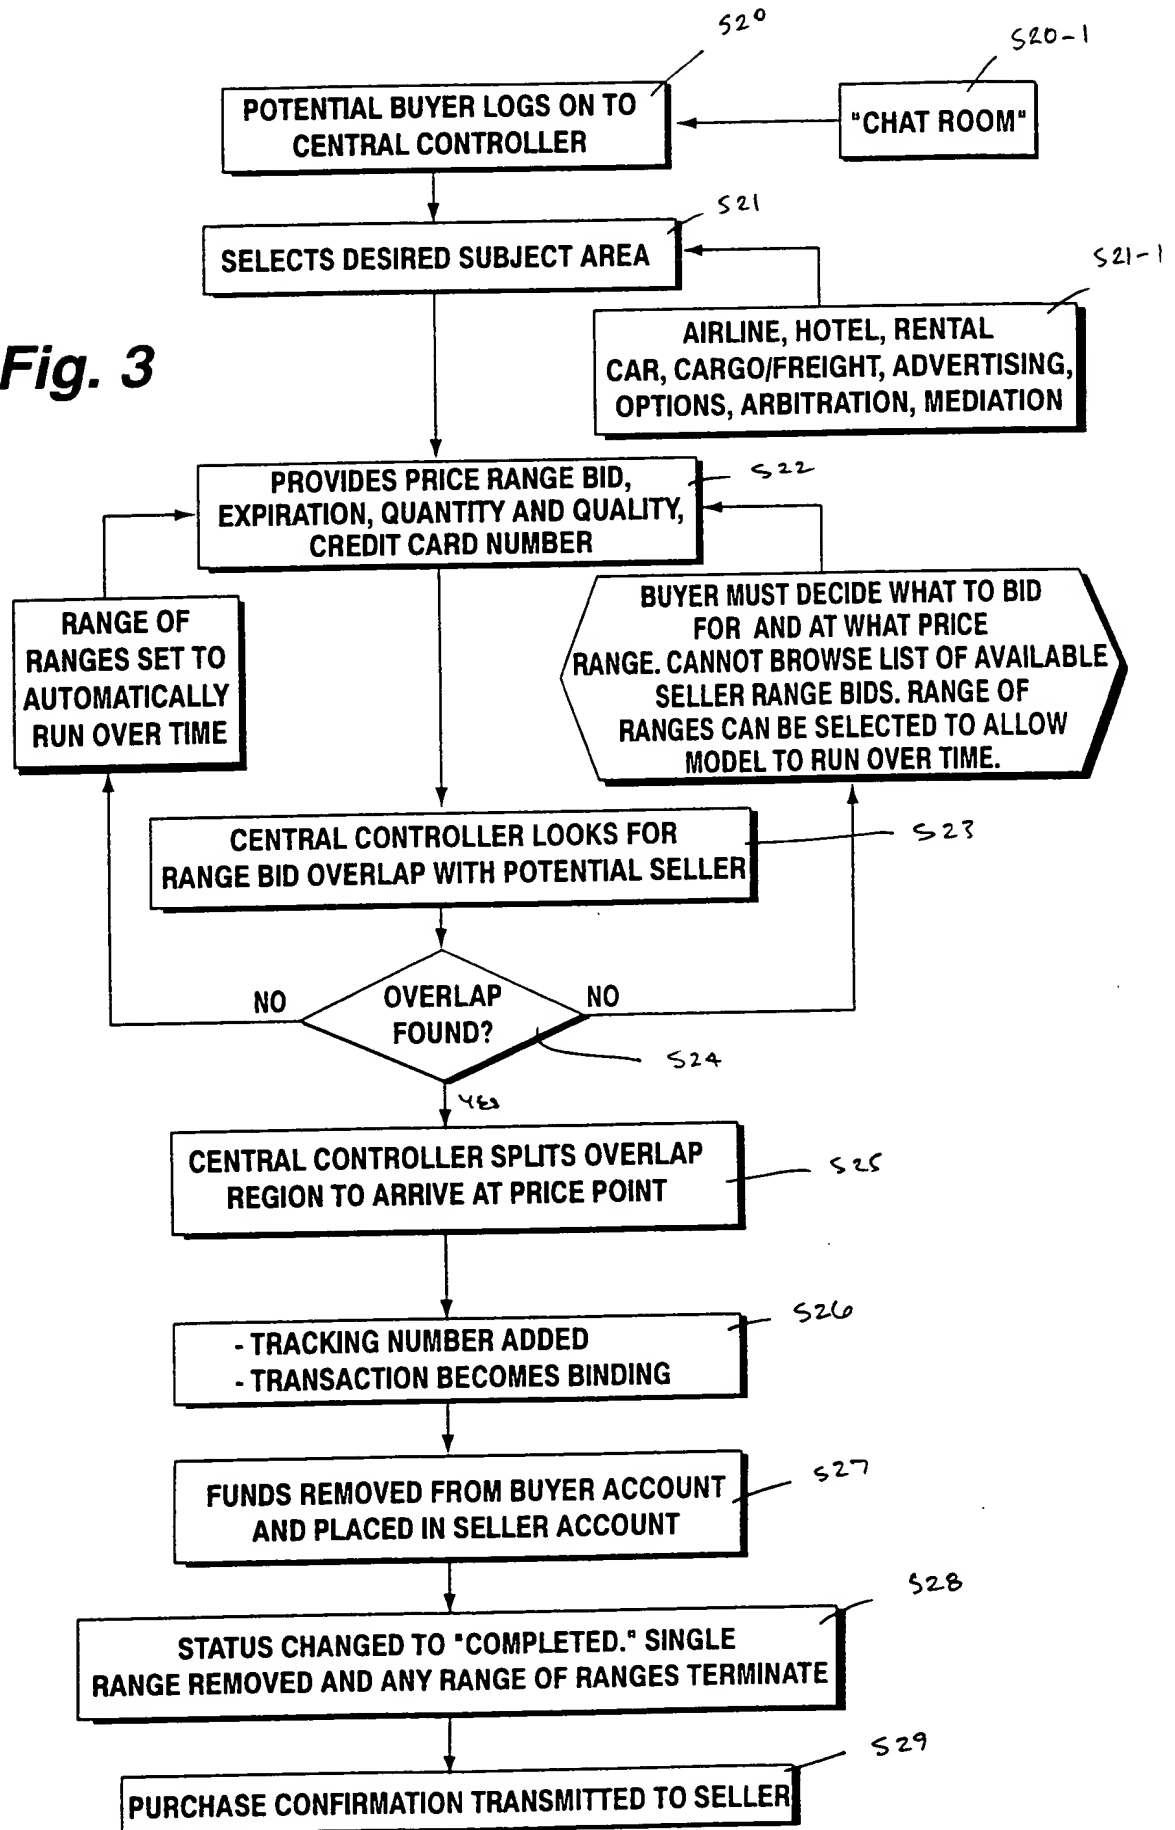 S20
S20-1
POTENTIAL BUYER LOGS ON TO
CENTRAL CONTROLLER
"CHAT ROOM"
S21
SELECTS DESIRED SUBJECT AREA
S21-1
AIRLINE, HOTEL, RENTAL
CAR, CARGO/FREIGHT, ADVERTISING,
OPTIONS, ARBITRATION, MEDIATION
Fig. 3
S22
PROVIDES PRICE RANGE BID,
EXPIRATION, QUANTITY AND QUALITY,
CREDIT CARD NUMBER
RANGE OF
RANGES SET TO
AUTOMATICALLY
RUN OVER TIME
BUYER MUST DECIDE WHAT TO BID
FOR AND AT WHAT PRICE
RANGE. CANNOT BROWSE LIST OF AVAILABLE
SELLER RANGE BIDS. RANGE OF
RANGES CAN BE SELECTED TO ALLOW
MODEL TO RUN OVER TIME.
CENTRAL CONTROLLER LOOKS FOR
RANGE BID OVERLAP WITH POTENTIAL SELLER
S23
NO
OVERLAP
FOUND?
NO
S24
YES
CENTRAL CONTROLLER SPLITS OVERLAP
REGION TO ARRIVE AT PRICE POINT
S25
S26
- TRACKING NUMBER ADDED
- TRANSACTION BECOMES BINDING
S27
FUNDS REMOVED FROM BUYER ACCOUNT
AND PLACED IN SELLER ACCOUNT
S28
STATUS CHANGED TO "COMPLETED." SINGLE
RANGE REMOVED AND ANY RANGE OF RANGES TERMINATE
S29
PURCHASE CONFIRMATION TRANSMITTED TO SELLER